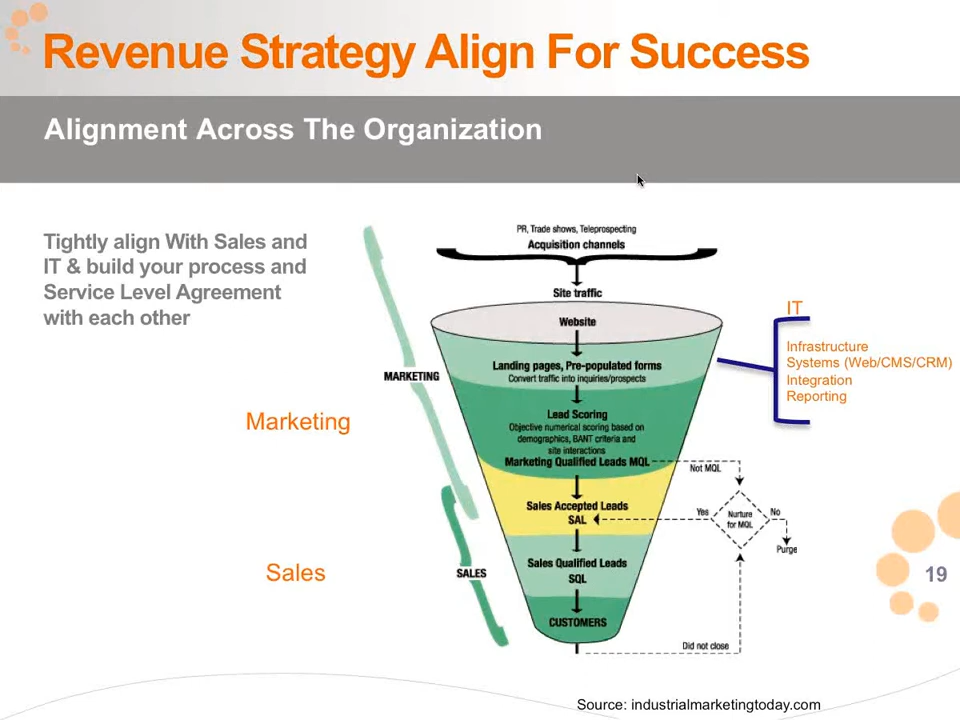 Revenue Strategy Align For Success
Alignment Across The Organization
Tightly align With Sales and
IT & build your process and
Service Level Agreement
with each other
PR, Trade shows, Teleprospecting
Acquisition channels
Site traffic
Website
Landing pages, Pre-populated forms
Convert traffic into inquiries/prospects
MARKETING
Lead Scoring
Objective numerical scoring based on
demographics, BANT criteria and
site interactions
Marketing Qualified Leads MQL
Not MQL
Sales Accepted Leads
SAL
Yes
Nurture
for MQL
No
Purge
Sales Qualified Leads
SQL
SALES
CUSTOMERS
Did not close
IT
Infrastructure
Systems (Web/CMS/CRM)
Integration
Reporting
Marketing
Sales
19
Source: industrialmarketingtoday.com